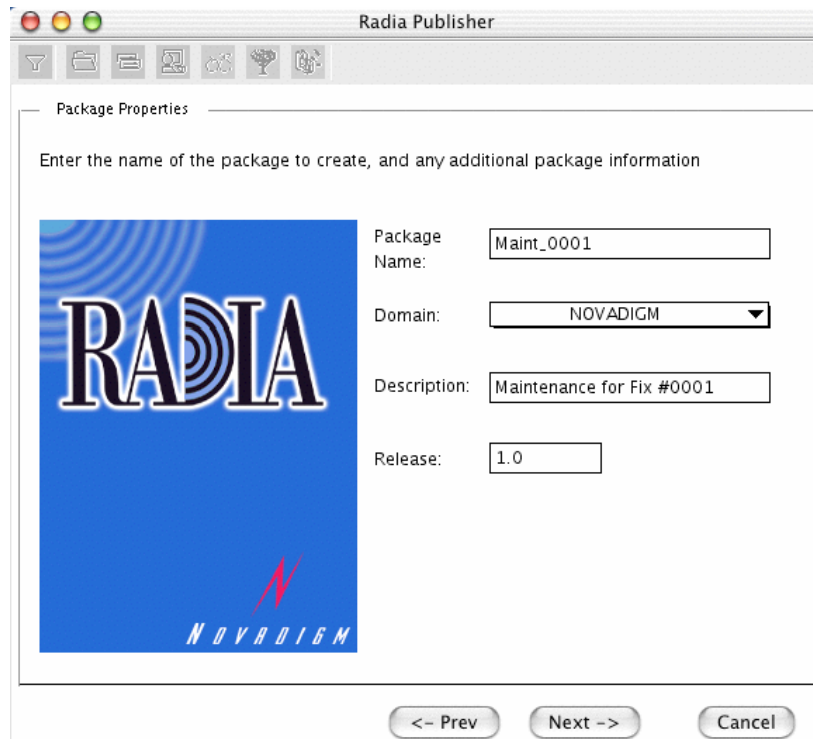 Radia Publisher
Package Properties
Enter the name of the package to create, and any additional package information
RADIA
NOVADIGM
Package
Name:
Maint_0001
Domain:
NOVADIGM
Description:
Maintenance for Fix #0001
Release:
1.0
<- Prev
Next ->
Cancel